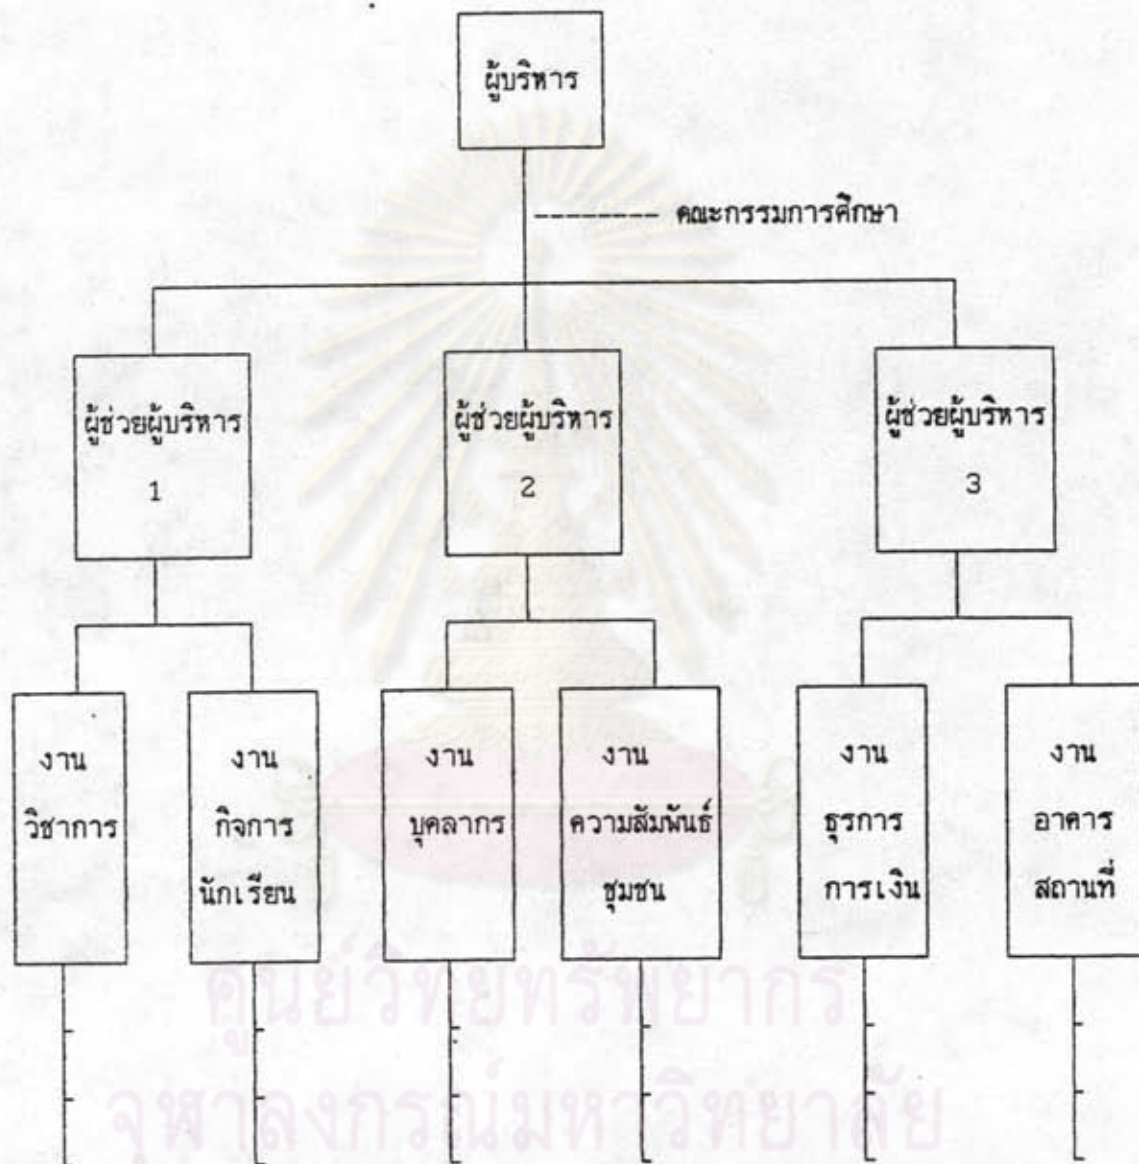 ผู้บริหาร
คณะกรรมการศึกษา
ผู้ช่วยผู้บริหาร
1
ผู้ช่วยผู้บริหาร
2
ผู้ช่วยผู้บริหาร
3
งาน
วิชาการ
งาน
กิจการ
นักเรียน
งาน
บุคลากร
งาน
ความสัมพันธ์
ชุมชน
งาน
ธุรการ
การเงิน
งาน
อาคาร
สถานที่
ศูนย์วิทยทรัพยากร
จุฬาลงกรณ์มหาวิทยาลัย